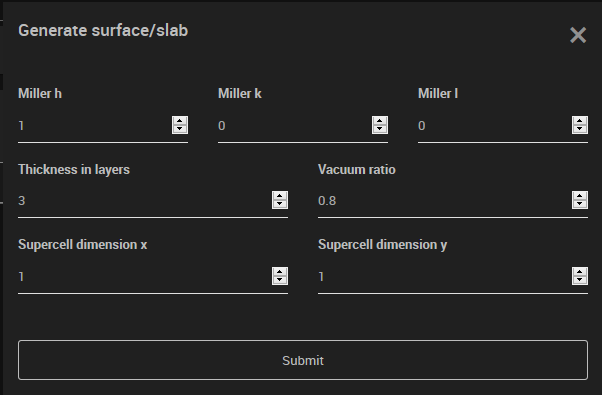 Generate surface/slab
Miller h Miller k Miller l
1 0 0
Thickness in layers Vacuum ratio
3 0.8
Supercell dimension x Supercell dimension y
1 1
Submit